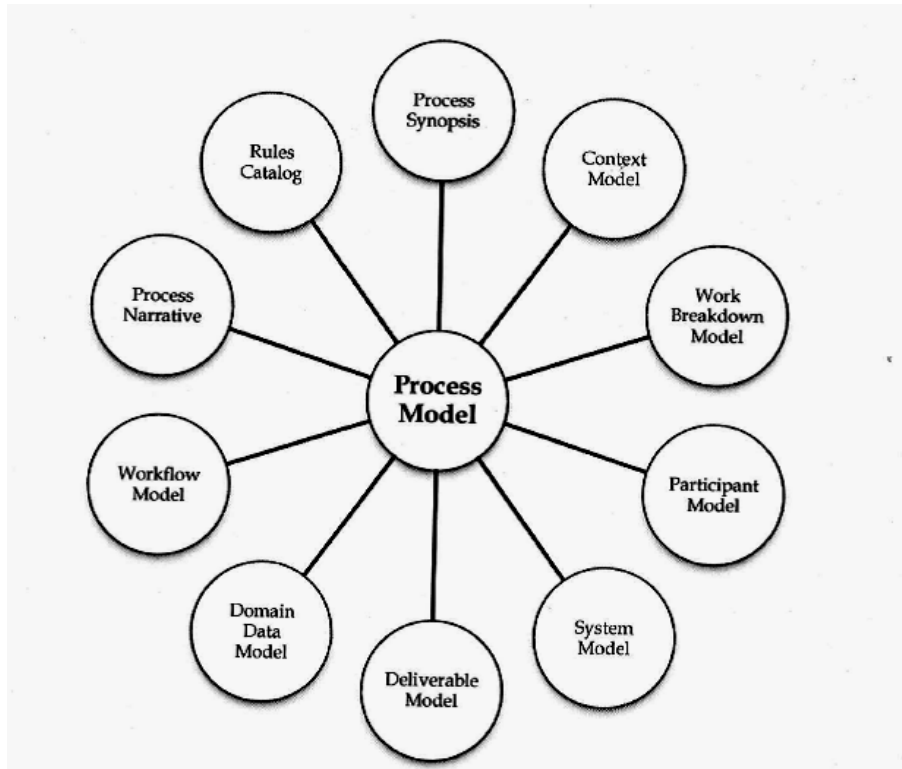 Process
Synopsis
Context
Model
Work
Breakdown
Model
Participant
Model
System
Model
Deliverable
Model
Domain
Data
Model
Workflow
Model
Process
Narrative
Rules
Catalog
Process
Model